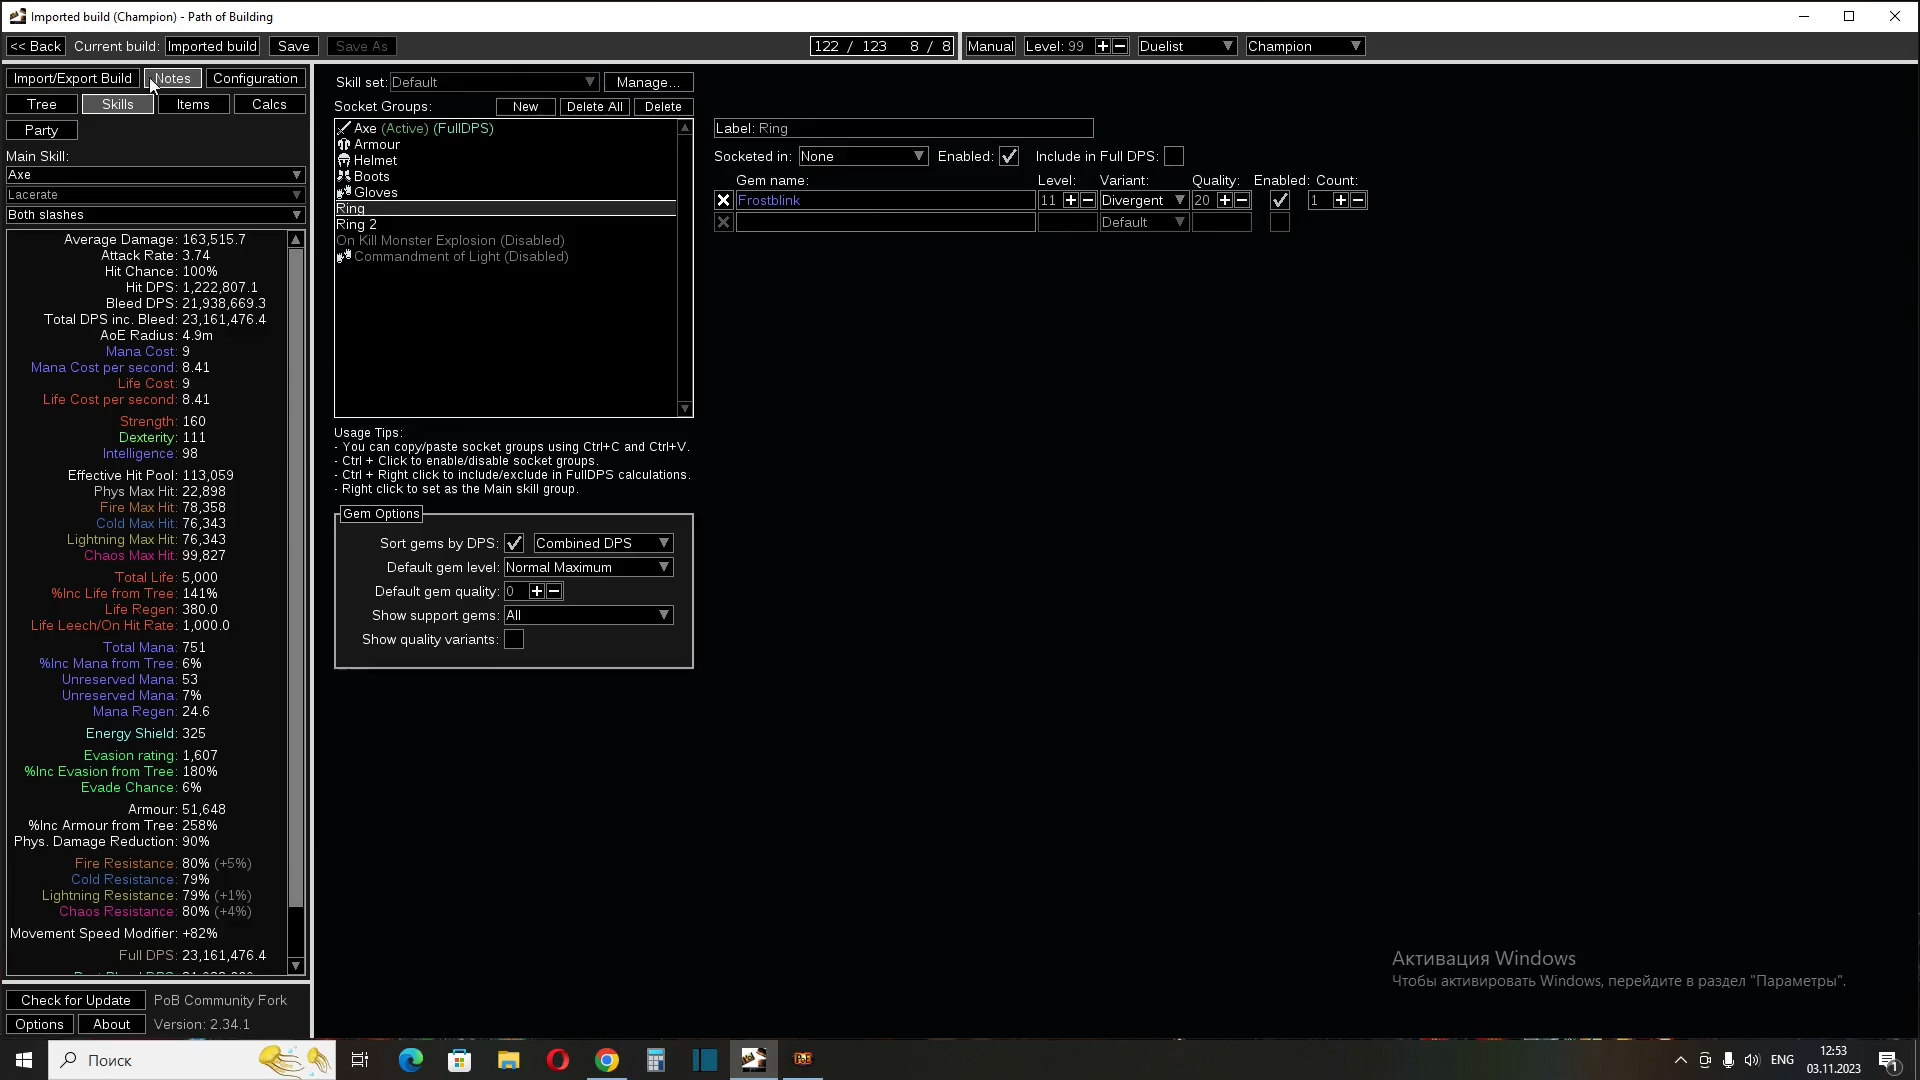 Imported build (Champion) - Path of Building
<< Back Current build: Imported build Save Save As 122 / 123 8 / 8 Manual Level: 99 Duelist Champion
Import/Export Build Notes Configuration
Tree Skills Items Calcs
Party
Main Skill:
Axe
Lacerate
Both slashes
Average Damage: 163,515.7
Attack Rate: 3.74
Hit Chance: 100%
Hit DPS: 1,222,807.1
Bleed DPS: 21,938,669.3
Total DPS inc. Bleed: 23,161,476.4
AoE Radius: 4.9m
Mana Cost: 9
Mana Cost per second: 8.41
Life Cost: 9
Life Cost per second: 8.41
Strength: 160
Dexterity: 111
Intelligence: 98
Effective Hit Pool: 113,059
Phys Max Hit: 22,898
Fire Max Hit: 78,358
Cold Max Hit: 76,343
Lightning Max Hit: 76,343
Chaos Max Hit: 99,827
Total Life: 5,000
%Inc Life from Tree: 141%
Life Regen: 380.0
Life Leech/On Hit Rate: 1,000.0
Total Mana: 751
%Inc Mana from Tree: 6%
Unreserved Mana: 53
Unreserved Mana: 7%
Mana Regen: 24.6
Energy Shield: 325
Evasion rating: 1,607
%Inc Evasion from Tree: 180%
Evade Chance: 6%
Armour: 51,648
%Inc Armour from Tree: 258%
Phys. Damage Reduction: 90%
Fire Resistance: 80% (+5%)
Cold Resistance: 79%
Lightning Resistance: 79% (+1%)
Chaos Resistance: 80% (+4%)
Movement Speed Modifier: +82%
Full DPS: 23,161,476.4
Check for Update PoB Community Fork
Options About Version: 2.34.1
Skill set: Default Manage...
Socket Groups: New Delete All Delete
Axe (Active) (FullDPS)
Armour
Helmet
Boots
Gloves
Ring
Ring 2
On Kill Monster Explosion (Disabled)
Commandment of Light (Disabled)
Usage Tips:
- You can copy/paste socket groups using Ctrl+C and Ctrl+V.
- Ctrl + Click to enable/disable socket groups.
- Ctrl + Right click to include/exclude in FullDPS calculations.
- Right click to set as the Main skill group.
Gem Options
Sort gems by DPS: Combined DPS
Default gem level: Normal Maximum
Default gem quality: 0
Show support gems: All
Show quality variants:
Label: Ring
Socketed in: None Enabled: Include in Full DPS:
Gem name: Level: Variant: Quality: Enabled: Count:
Frostblink 11 Divergent 20 1
Default
Активация Windows
Чтобы активировать Windows, перейдите в раздел "Параметры".
Поиск
PoE
ENG
12:53
03.11.2023
1